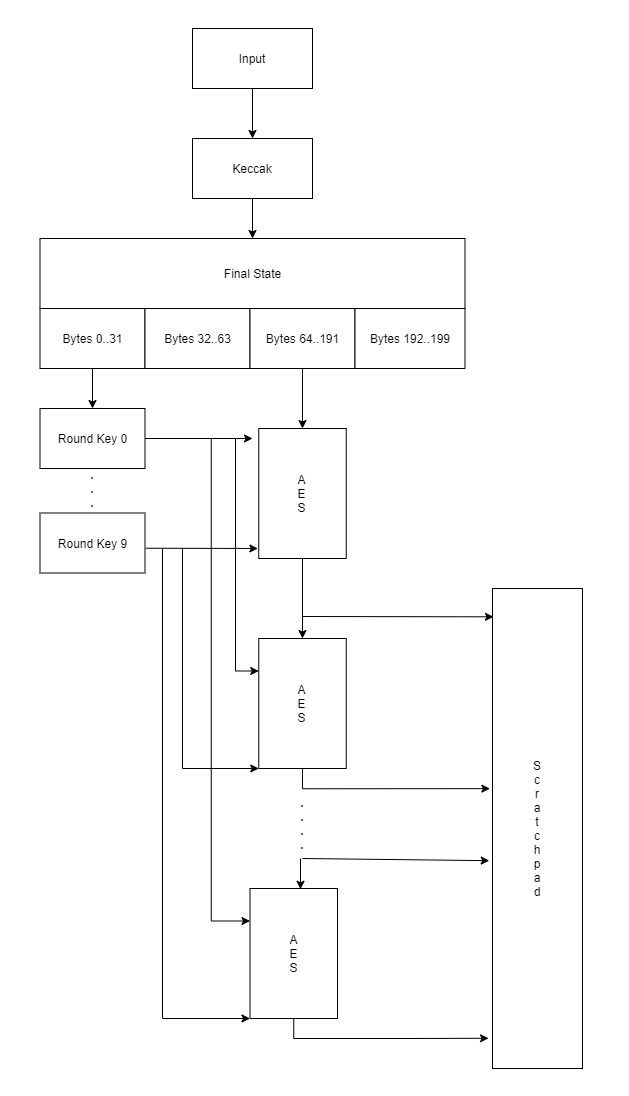 Input
Keccak
Final State
Bytes 0..31
Bytes 32..63
Bytes 64..191
Bytes 192..199
Round Key 0
Round Key 9
A
E
S
A
E
S
S
c
r
a
t
c
h
p
a
d
A
E
S